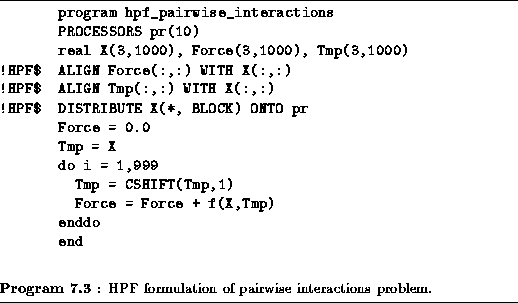 program hpf_pairwise_interactions
PROCESSORS pr(10)
real X(3,1000), Force(3,1000), Tmp(3,1000)
!HPF$ ALIGN Force(:,:) WITH X(:,:)
!HPF$ ALIGN Tmp(:,:) WITH X(:,:)
!HPF$ DISTRIBUTE X(*, BLOCK) ONTO pr
Force = 0.0
Tmp = X
do i = 1,999
Tmp = CSHIFT(Tmp,1)
Force = Force + f(X,Tmp)
enddo
end
Program 7.3 : HPF formulation of pairwise interactions problem.